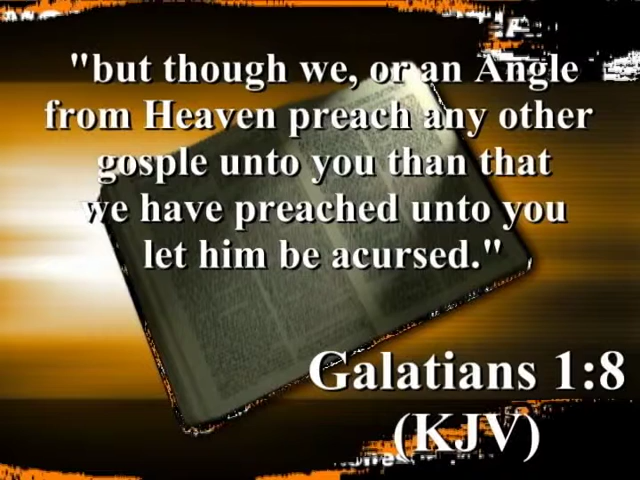 "but though we, or an Angle
from Heaven preach any other
gosple unto you than that
we have preached unto you
let him be acursed."
Galatians 1:8
(KJV)